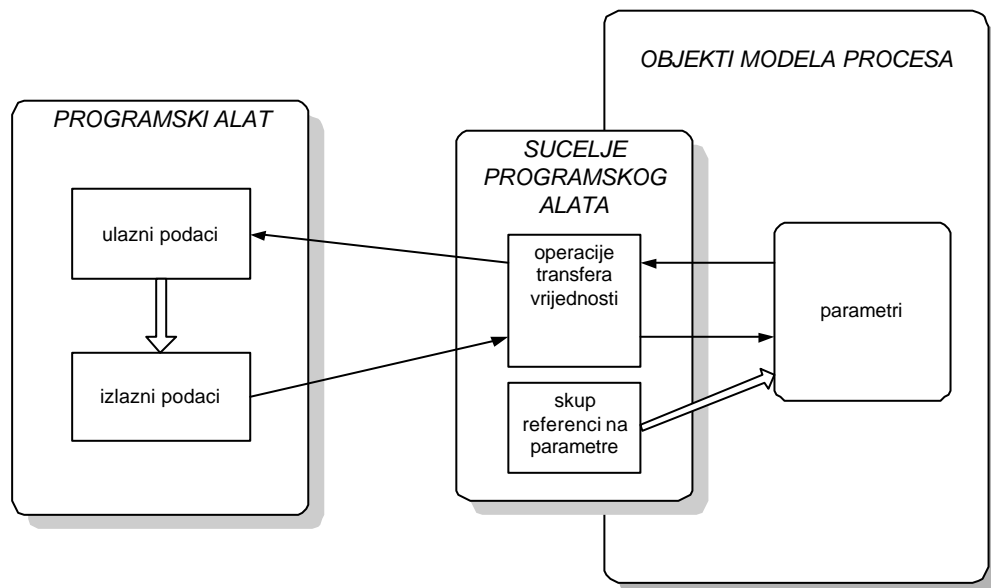 OBJEKTI MODELA PROCESA
PROGRAMSKI ALAT
SUCELJE
PROGRAMSKOG
ALATA
ulazni podaci
operacije
transfera
vrijednosti
parametri
izlazni podaci
skup
referenci na
parametre